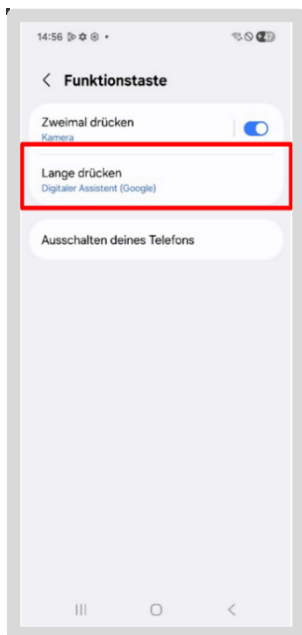 14:56
Funktionstaste
Zweimal drücken
Kamera
Lange drücken
Digitaler Assistent (Google)
Ausschalten deines Telefons